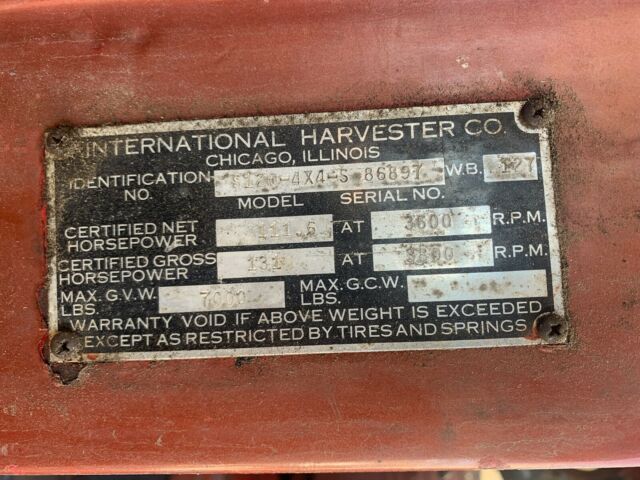 INTERNATIONAL HARVESTER CO.
CHICAGO, ILLINOIS
IDENTIFICATION NO. S120-4X4-S 86897 W.B. 127
MODEL SERIAL NO.
CERTIFIED NET HORSEPOWER 111.5 AT 3600 R.P.M.
CERTIFIED GROSS HORSEPOWER 131 AT R.P.M.
MAX. G.V.W. LBS. 7000 MAX. G.C.W. LBS.
WARRANTY VOID IF ABOVE WEIGHT IS EXCEEDED
EXCEPT AS RESTRICTED BY TIRES AND SPRINGS